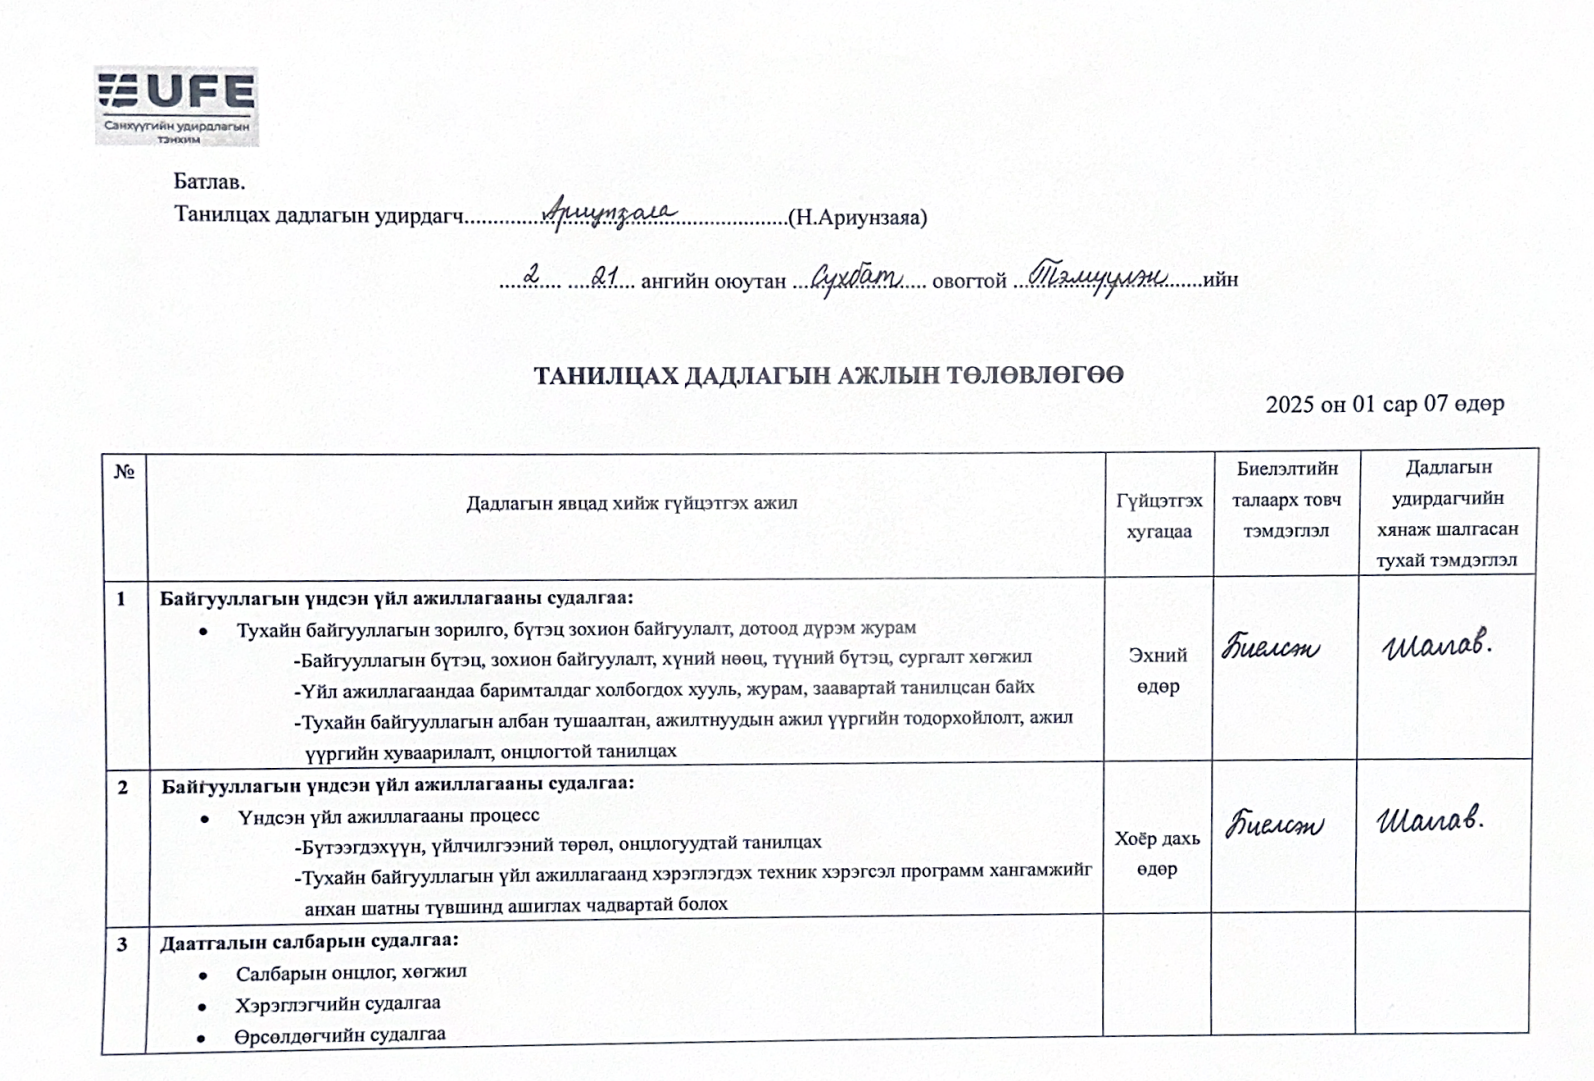 UFE
Санхүүгийн удирдлагын
тэнхим
Батлав.
Танилцах дадлагын удирдагч..........Ариунзаяа..........(Н.Ариунзаяа)
....2.... ....21.... ангийн оюутан ....Сүхбат.... овогтой ....Тэмүүлэн....ийн
ТАНИЛЦАХ ДАДЛАГЫН АЖЛЫН ТӨЛӨВЛӨГӨӨ
2025 он 01 сар 07 өдөр
№
Дадлагын явцад хийж гүйцэтгэх ажил
Гүйцэтгэх
хугацаа
Биелэлтийн
талаарх товч
тэмдэглэл
Дадлагын
удирдагчийн
хянаж шалгасан
тухай тэмдэглэл
1
Байгууллагын үндсэн үйл ажиллагааны судалгаа:
• Тухайн байгууллагын зорилго, бүтэц зохион байгуулалт, дотоод дүрэм журам
-Байгууллагын бүтэц, зохион байгуулалт, хүний нөөц, түүний бүтэц, сургалт хөгжил
-Үйл ажиллагаандаа баримталдаг холбогдох хууль, журам, заавартай танилцсан байх
-Тухайн байгууллагын албан тушаалтан, ажилтнуудын ажил үүргийн тодорхойлолт, ажил
үүргийн хуваарилалт, онцлогтой танилцах
Эхний
өдөр
Биелсэн
Шалгав.
2
Байгууллагын үндсэн үйл ажиллагааны судалгаа:
• Үндсэн үйл ажиллагааны процесс
-Бүтээгдэхүүн, үйлчилгээний төрөл, онцлогуудтай танилцах
-Тухайн байгууллагын үйл ажиллагаанд хэрэглэгдэх техник хэрэгсэл программ хангамжийг
анхан шатны түвшинд ашиглах чадвартай болох
Хоёр дахь
өдөр
Биелсэн
Шалгав.
3
Даатгалын салбарын судалгаа:
• Салбарын онцлог, хөгжил
• Хэрэглэгчийн судалгаа
• Өрсөлдөгчийн судалгаа